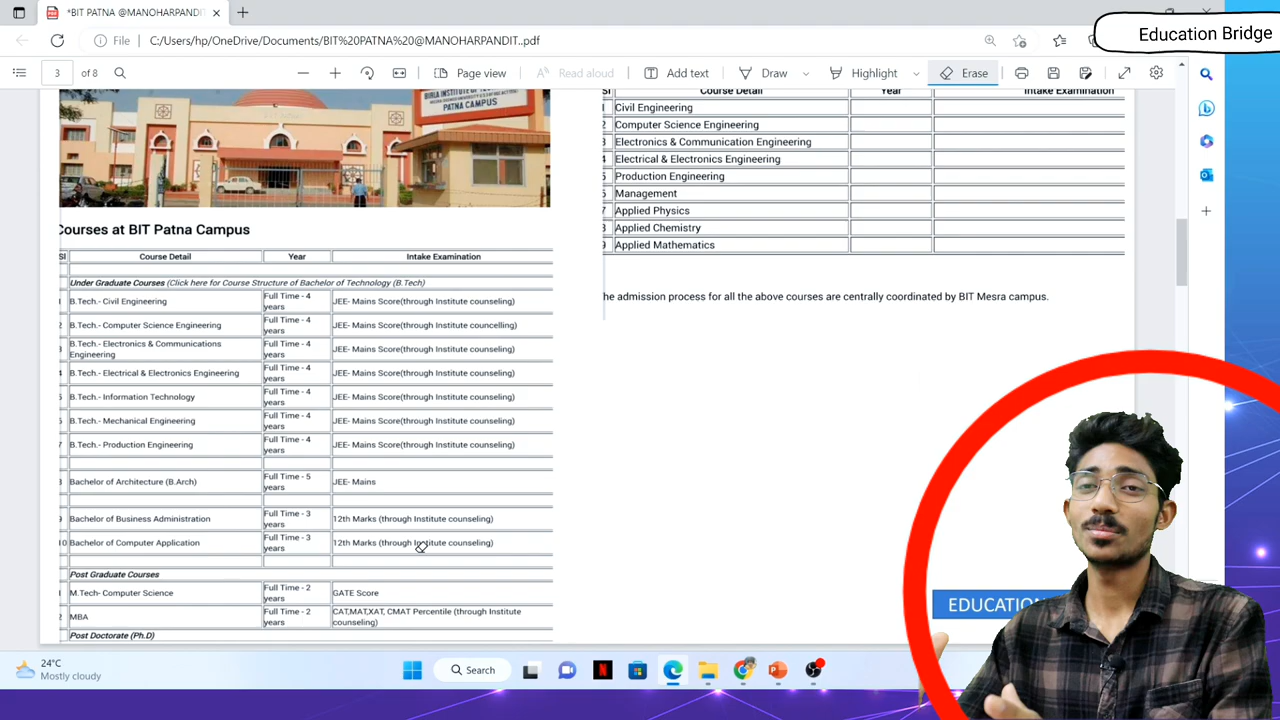 *BIT PATNA @MANOHARPANDIT
Education Bridge
File C:/Users/hp/OneDrive/Documents/BIT%20PATNA%20@MANOHARPANDIT..pdf
3 of 8 Page view Read aloud Add text Draw Highlight Erase
PATNA CAMPUS
Courses at BIT Patna Campus
Sl Course Detail Year Intake Examination
Under Graduate Courses (Click here for Course Structure of Bachelor of Technology (B.Tech)
1 B.Tech.- Civil Engineering Full Time - 4 years JEE- Mains Score(through Institute counseling)
2 B.Tech.- Computer Science Engineering Full Time - 4 years JEE- Mains Score(through Institute councelling)
3 B.Tech.- Electronics & Communications Engineering Full Time - 4 years JEE- Mains Score(through Institute counseling)
4 B.Tech.- Electrical & Electronics Engineering Full Time - 4 years JEE- Mains Score(through Institute counseling)
5 B.Tech.- Information Technology Full Time - 4 years JEE- Mains Score(through Institute counseling)
6 B.Tech.- Mechanical Engineering Full Time - 4 years JEE- Mains Score(through Institute counseling)
7 B.Tech.- Production Engineering Full Time - 4 years JEE- Mains Score(through Institute counseling)
8 Bachelor of Architecture (B.Arch) Full Time - 5 years JEE- Mains
9 Bachelor of Business Administration Full Time - 3 years 12th Marks (through Institute counseling)
10 Bachelor of Computer Application Full Time - 3 years 12th Marks (through Institute counseling)
Post Graduate Courses
1 M.Tech- Computer Science Full Time - 2 years GATE Score
2 MBA Full Time - 2 years CAT,MAT,XAT, CMAT Percentile (through Institute counseling)
Post Doctorate (Ph.D)
Sl Course Detail Year Intake Examination
1 Civil Engineering
2 Computer Science Engineering
3 Electronics & Communication Engineering
4 Electrical & Electronics Engineering
5 Production Engineering
6 Management
7 Applied Physics
8 Applied Chemistry
9 Applied Mathematics
he admission process for all the above courses are centrally coordinated by BIT Mesra campus.
EDUCATION
24°C
Mostly cloudy
Search